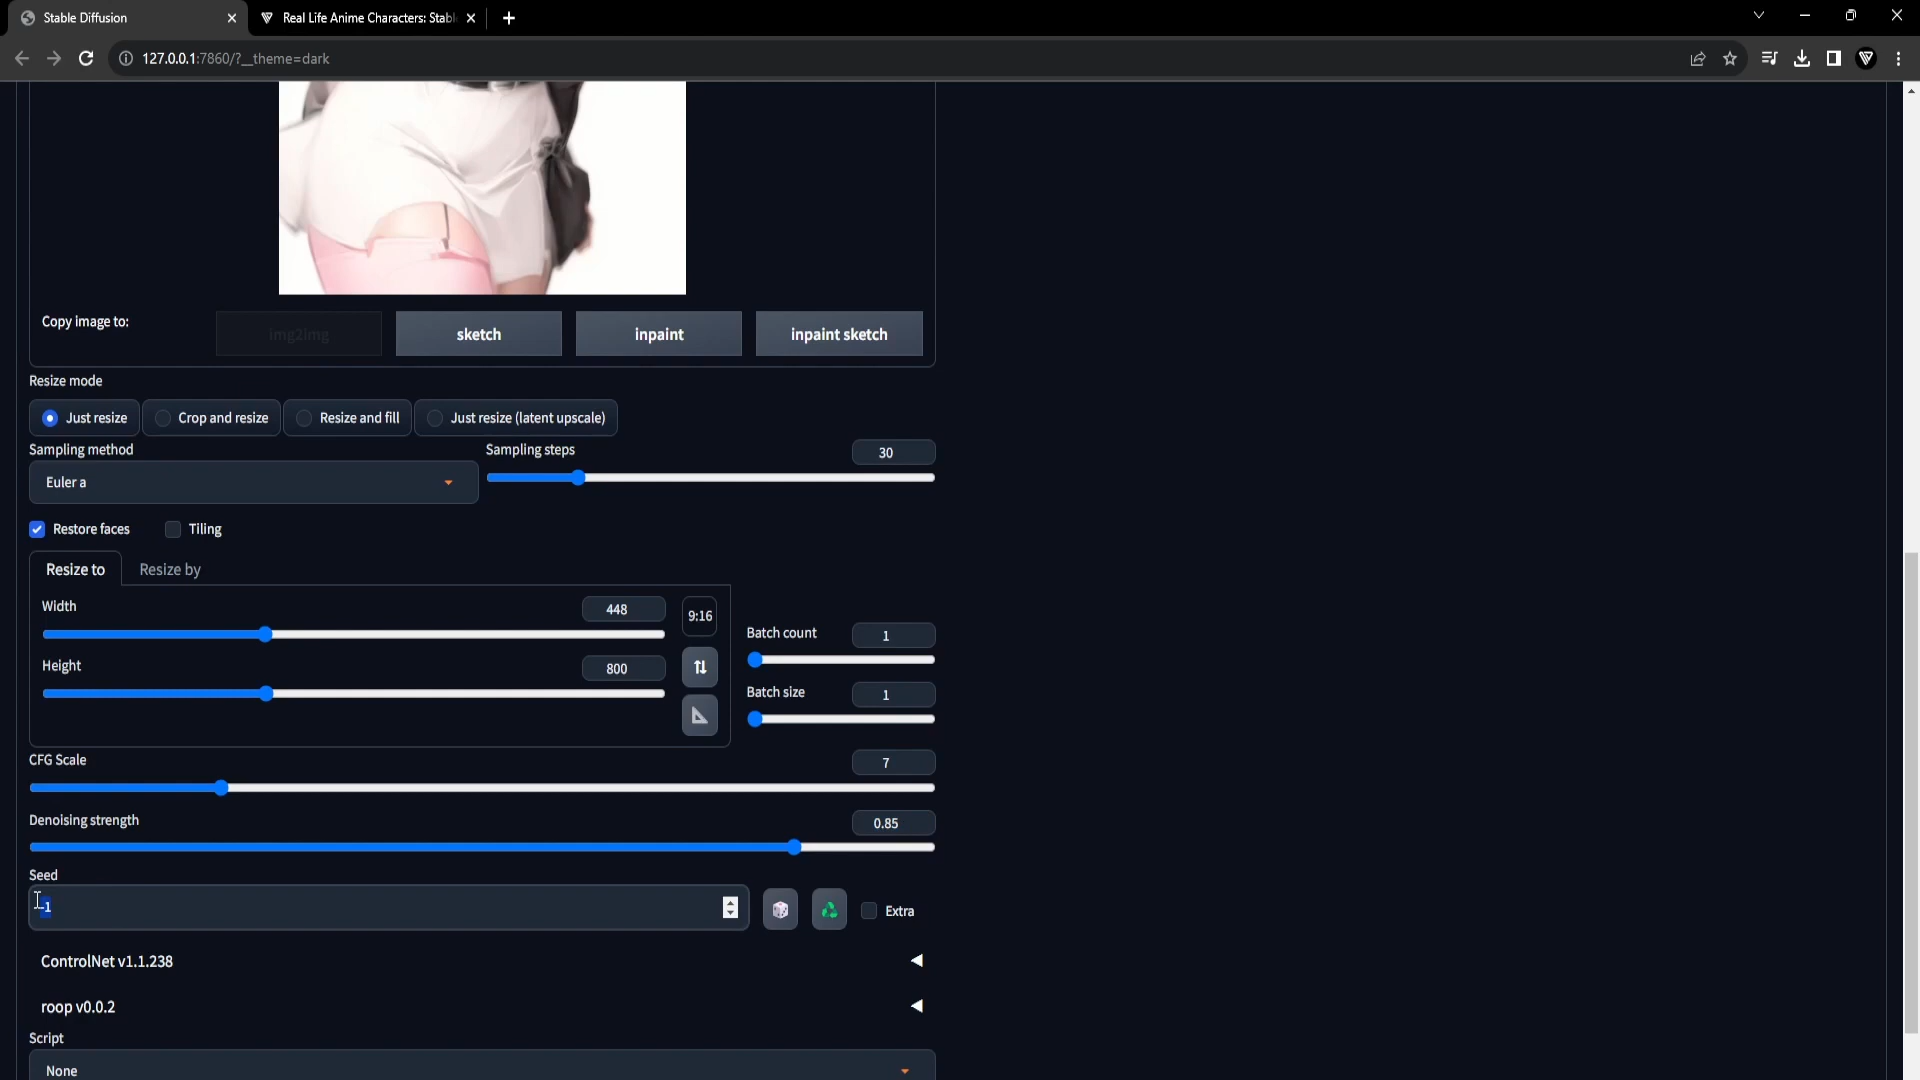 Stable Diffusion
Real Life Anime Characters: Stabl
127.0.0.1:7860/?__theme=dark
Copy image to:
img2img
sketch
inpaint
inpaint sketch
Resize mode
Just resize
Crop and resize
Resize and fill
Just resize (latent upscale)
Sampling method
Sampling steps
30
Euler a
Restore faces
Tiling
Resize to
Resize by
Width
448
9:16
Height
800
Batch count
1
Batch size
1
CFG Scale
7
Denoising strength
0.85
Seed
-1
Extra
ControlNet v1.1.238
roop v0.0.2
Script
None